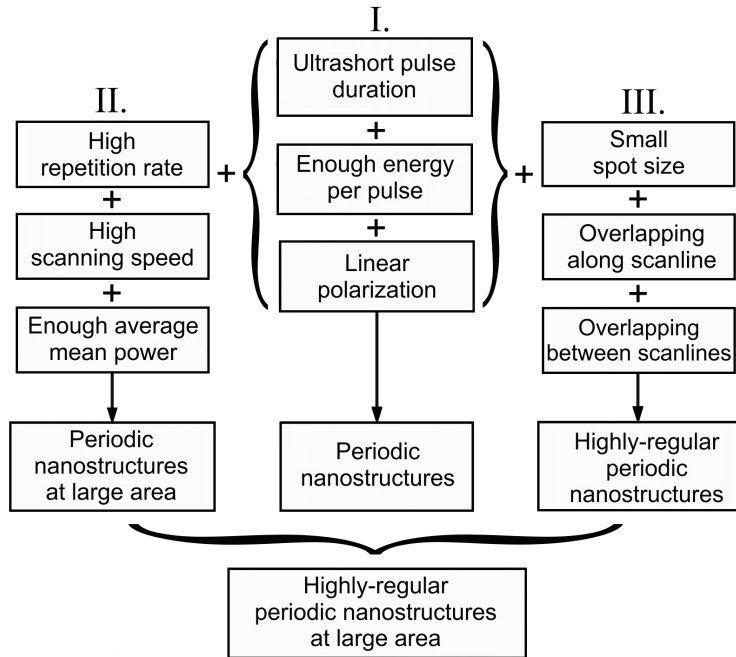 I.
Ultrashort pulse
duration
+
Enough energy
per pulse
+
Linear
polarization
Periodic
nanostructures
II.
High
repetition rate
+
High
scanning speed
+
Enough average
mean power
Periodic
nanostructures
at large area
+
III.
Small
spot size
+
Overlapping
along scanline
+
Overlapping
between scanlines
Highly-regular
periodic
nanostructures
+
Highly-regular
periodic nanostructures
at large area